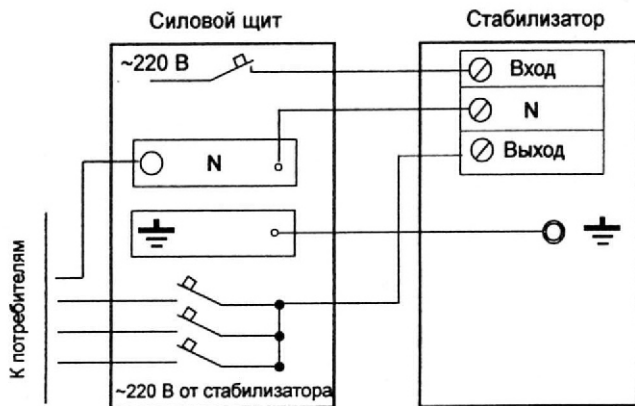 Силовой щит
Стабилизатор
~220 В
Вход
N
N
Выход
К потребителям
~220 В от стабилизатора